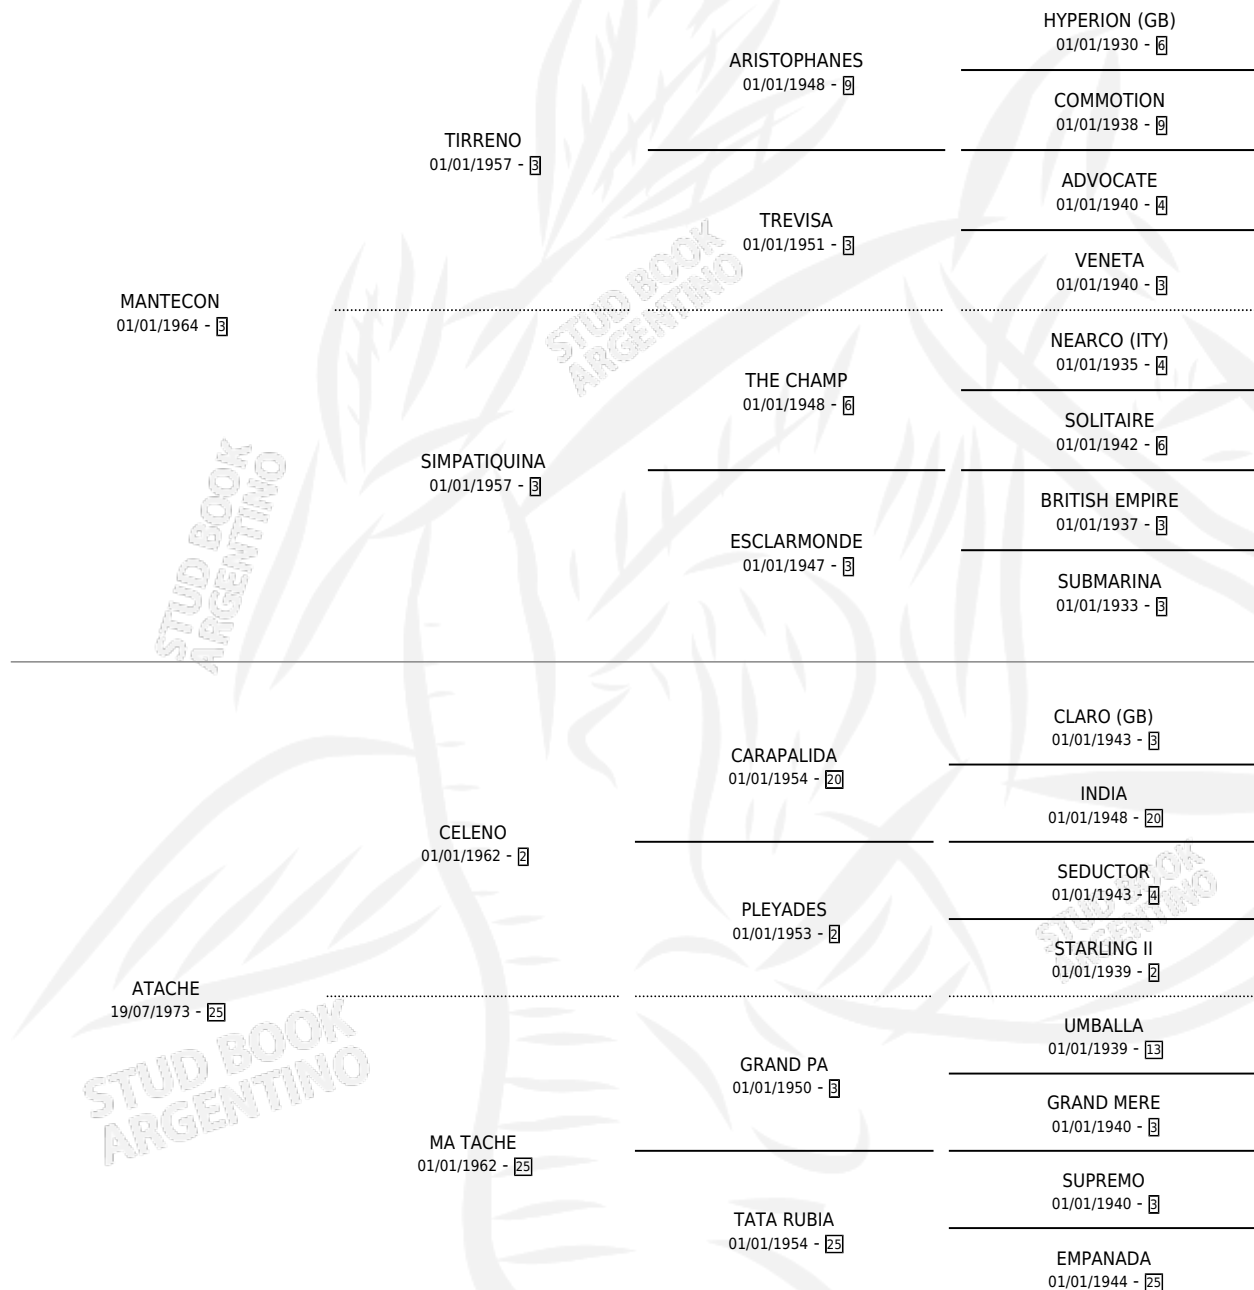 HYPERION (GB)
01/01/1930 - 6
ARISTOPHANES
01/01/1948 - 9
COMMOTION
01/01/1938 - 9
TIRRENO
01/01/1957 - 3
ADVOCATE
01/01/1940 - 4
TREVISA
01/01/1951 - 3
VENETA
01/01/1940 - 3
MANTECON
01/01/1964 - 3
NEARCO (ITY)
01/01/1935 - 4
THE CHAMP
01/01/1948 - 6
SOLITAIRE
01/01/1942 - 6
SIMPATIQUINA
01/01/1957 - 3
BRITISH EMPIRE
01/01/1937 - 3
ESCLARMONDE
01/01/1947 - 3
SUBMARINA
01/01/1933 - 3
CLARO (GB)
01/01/1943 - 3
CARAPALIDA
01/01/1954 - 20
INDIA
01/01/1948 - 20
CELENO
01/01/1962 - 2
SEDUCTOR
01/01/1943 - 4
PLEYADES
01/01/1953 - 2
STARLING II
01/01/1939 - 2
ATACHE
19/07/1973 - 25
UMBALLA
01/01/1939 - 13
GRAND PA
01/01/1950 - 3
GRAND MERE
01/01/1940 - 3
MA TACHE
01/01/1962 - 25
SUPREMO
01/01/1940 - 3
TATA RUBIA
01/01/1954 - 25
EMPANADA
01/01/1944 - 25
STUD BOOK
ARGENTINO
STUD BOOK
ARGENTINO
STUD BOOK
ARGENTINO
STUD BOOK
ARGENTINO